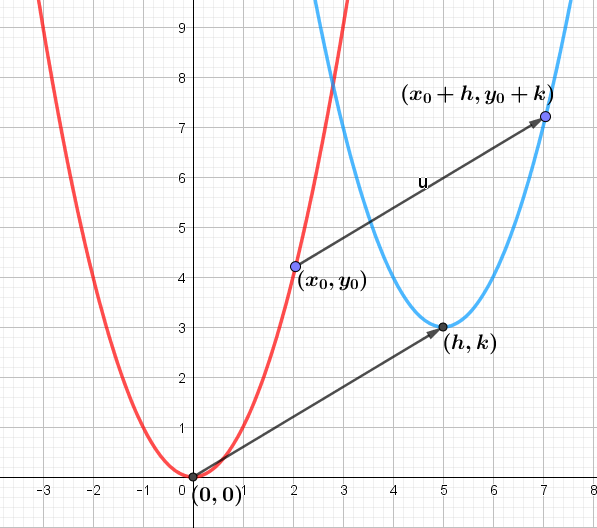 9
8
(x₀ + h, y₀ + k)
7
6
u
5
4
(x₀, y₀)
3
(h, k)
2
1
-3 -2 -1 0 1 2 3 4 5 6 7 8
(0, 0)